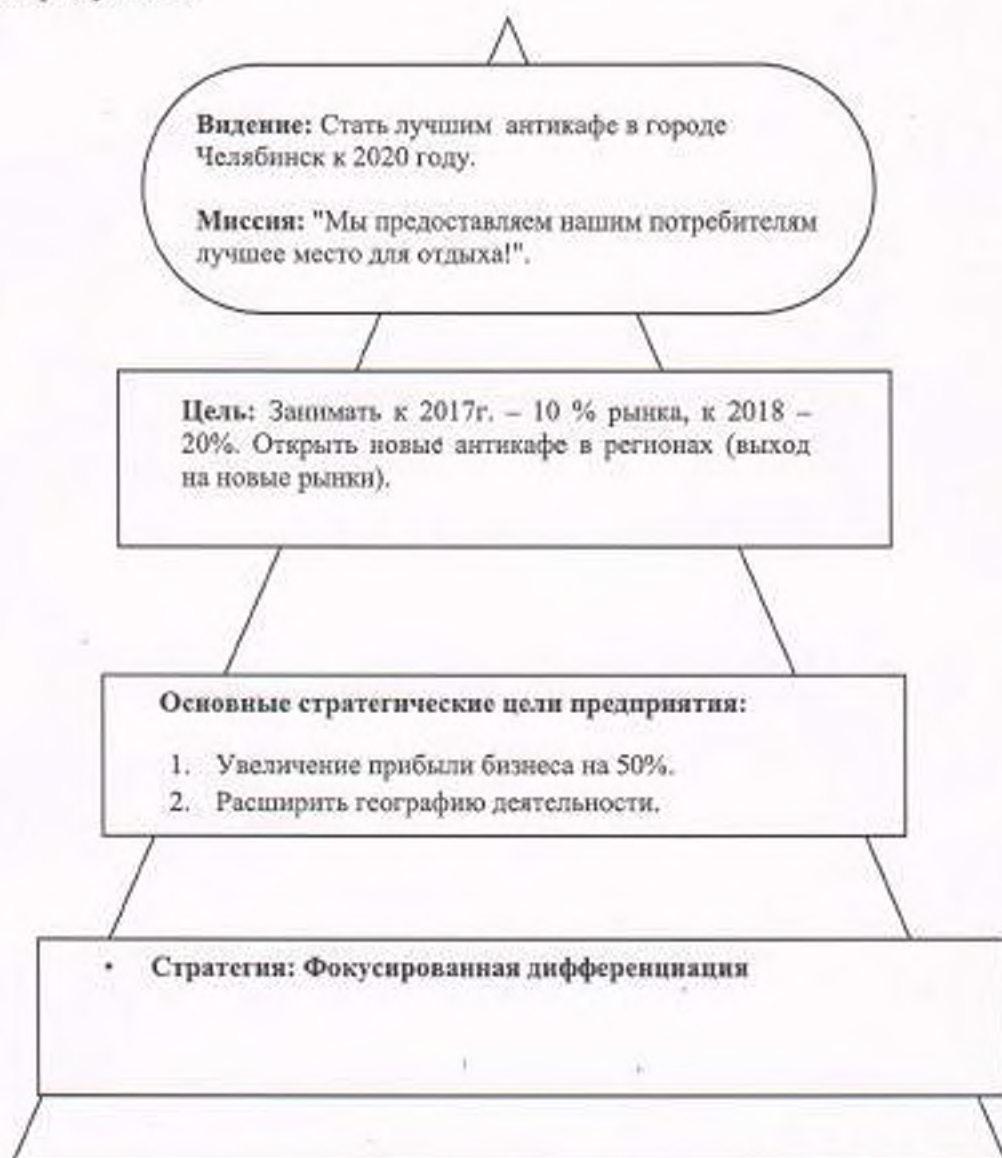 Видение: Стать лучшим антикафе в городе
Челябинск к 2020 году.
Миссия: "Мы предоставляем нашим потребителям
лучшее место для отдыха!".
Цель: Занимать к 2017г. – 10 % рынка, к 2018 –
20%. Открыть новые антикафе в регионах (выход
на новые рынки).
Основные стратегические цели предприятия:
1. Увеличение прибыли бизнеса на 50%.
2. Расширить географию деятельности.
• Стратегия: Фокусированная дифференциация